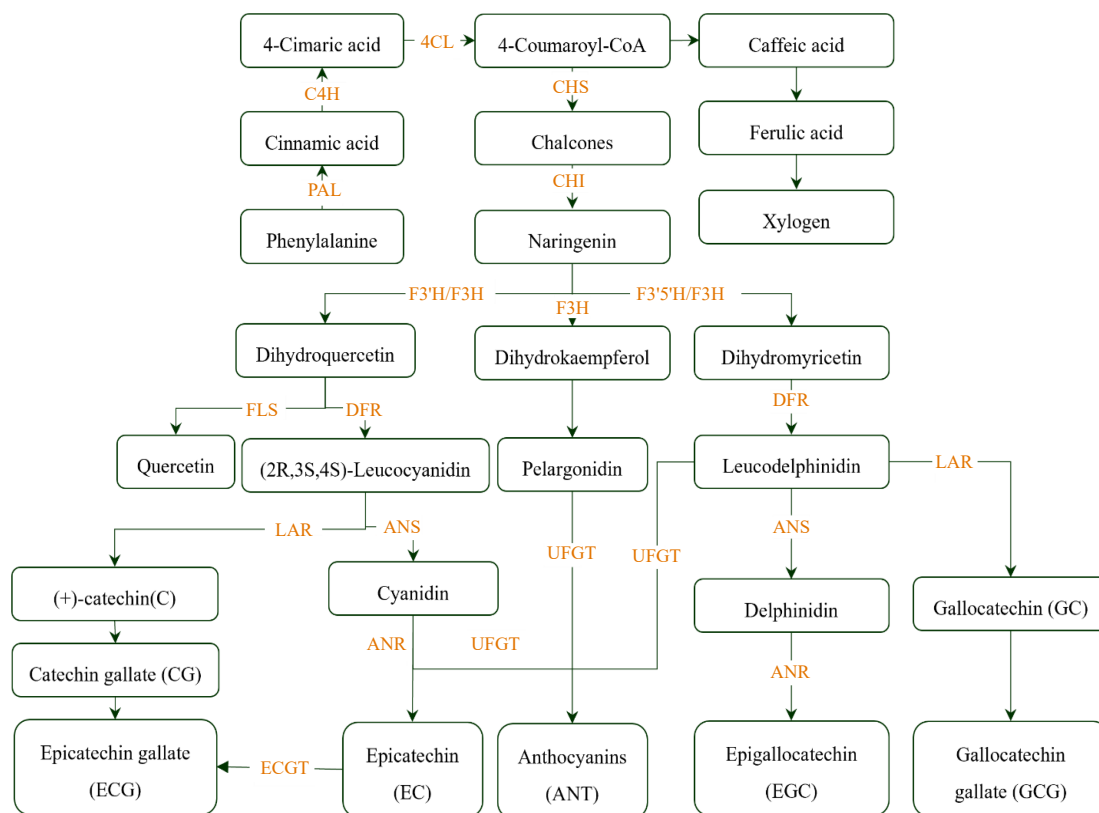 4-Cimaric acid
4CL
4-Coumaroyl-CoA
Caffeic acid
C4H
CHS
Cinnamic acid
Chalcones
Ferulic acid
PAL
CHI
Phenylalanine
Naringenin
Xylogen
F3'H/F3H
F3H
F3'5'H/F3H
Dihydroquercetin
Dihydrokaempferol
Dihydromyricetin
FLS
DFR
DFR
Quercetin
(2R,3S,4S)-Leucocyanidin
Pelargonidin
Leucodelphinidin
LAR
LAR
ANS
UFGT
UFGT
ANS
(+)-catechin(C)
Cyanidin
Delphinidin
Gallocatechin (GC)
ANR
UFGT
Catechin gallate (CG)
ANR
Epicatechin gallate
(ECG)
ECGT
Epicatechin
(EC)
Anthocyanins
(ANT)
Epigallocatechin
(EGC)
Gallocatechin
gallate (GCG)